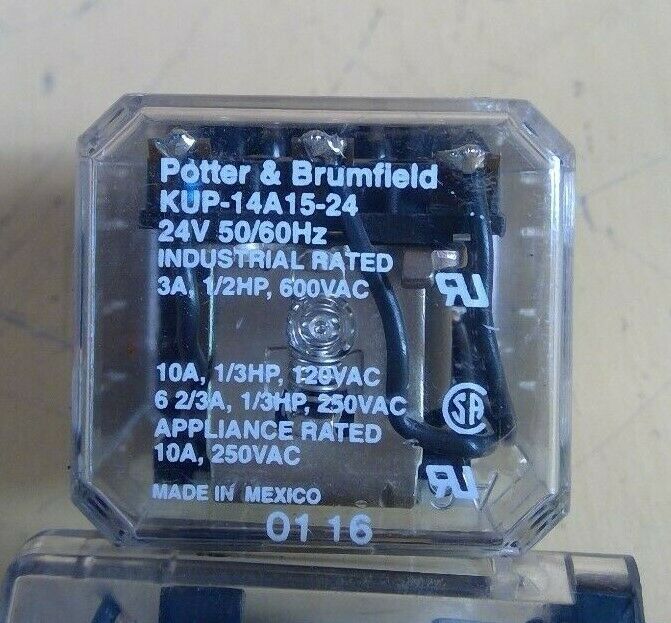 Potter & Brumfield
KUP-14A15-24
24V 50/60Hz
INDUSTRIAL RATED
3A, 1/2HP, 600VAC
10A, 1/3HP, 120VAC
6 2/3A, 1/3HP, 250VAC
APPLIANCE RATED
10A, 250VAC
MADE IN MEXICO
01 16